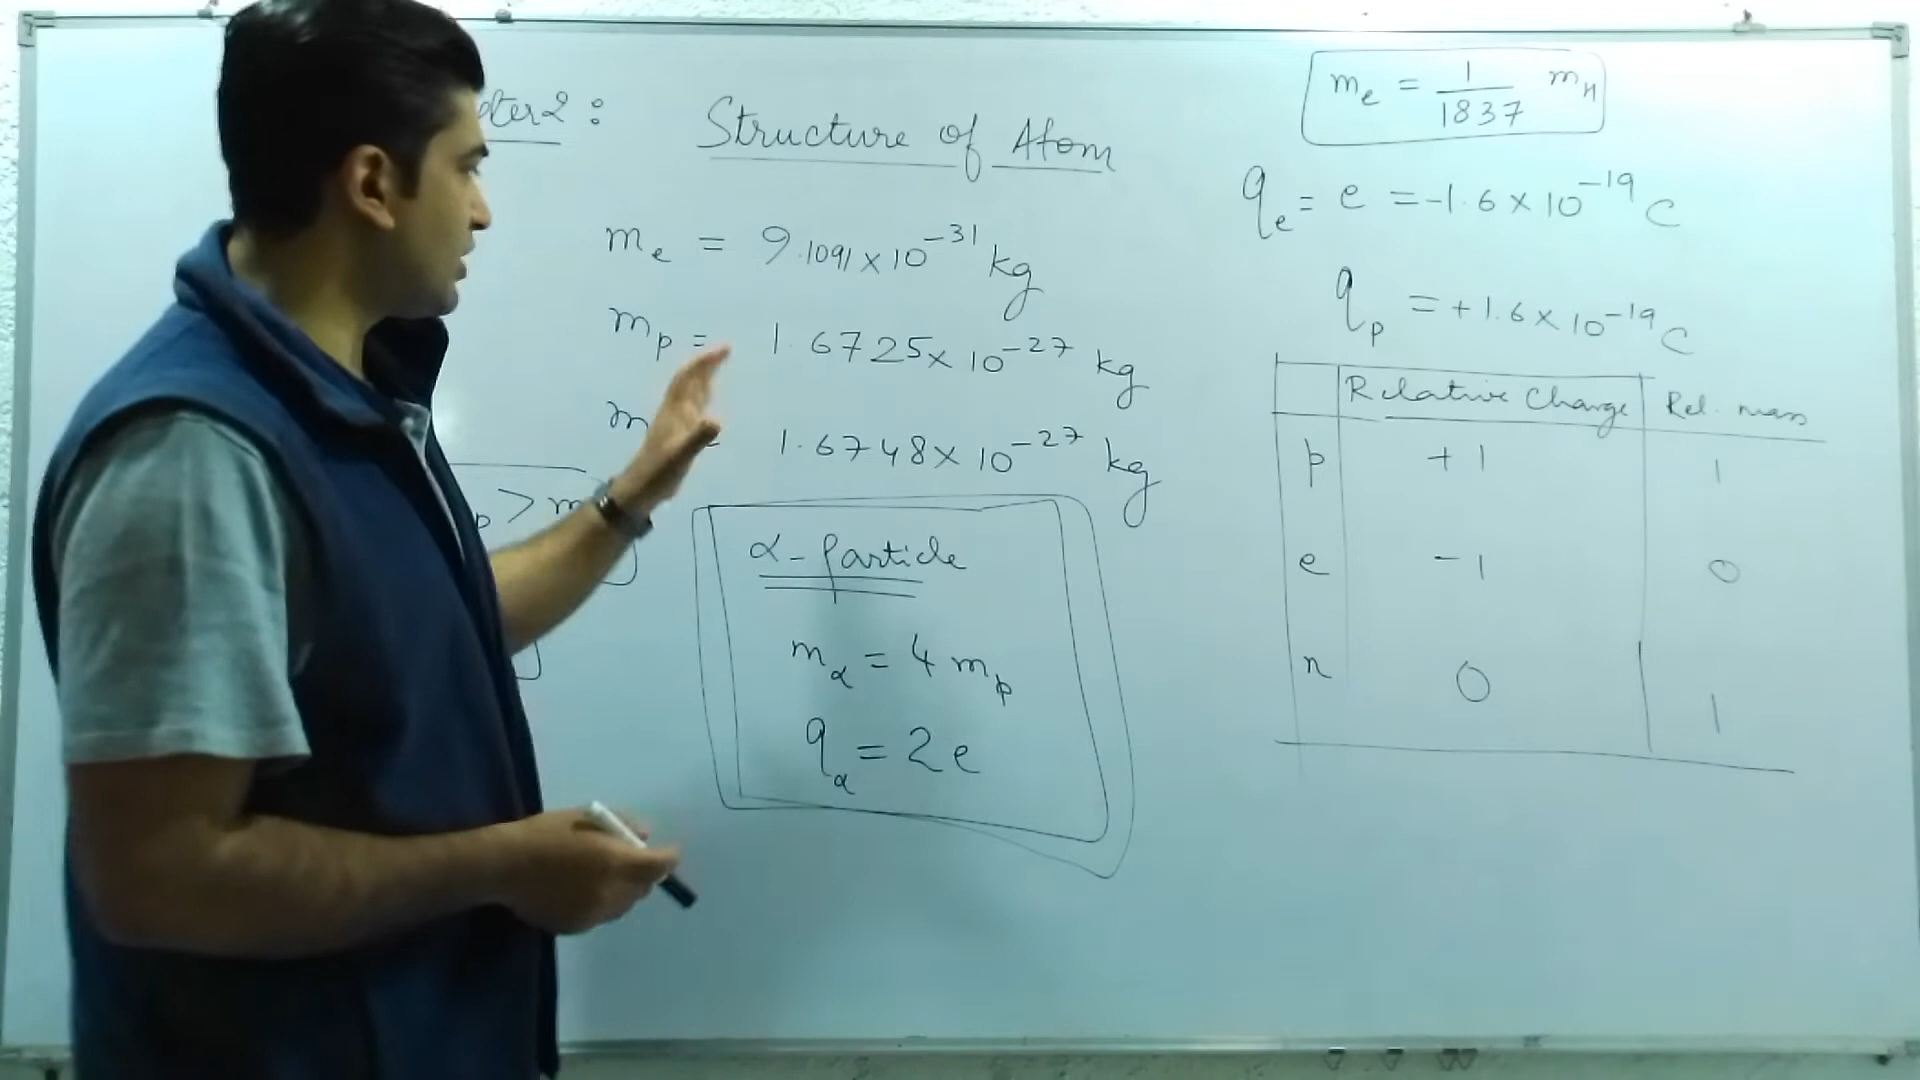 pter2 :
Structure of Atom
mₑ = 9.1091 × 10⁻³¹ kg
mₚ = 1.6725 × 10⁻²⁷ kg
m = 1.6748 × 10⁻²⁷ kg
p > m
α - Particle
m_α = 4 mₚ
q_α = 2e
mₑ = 1/1837 m_H
qₑ = e = -1.6 × 10⁻¹⁹ C
qₚ = +1.6 × 10⁻¹⁹ C
Relative Charge Rel. mass
p +1 1
e -1 0
n 0 1